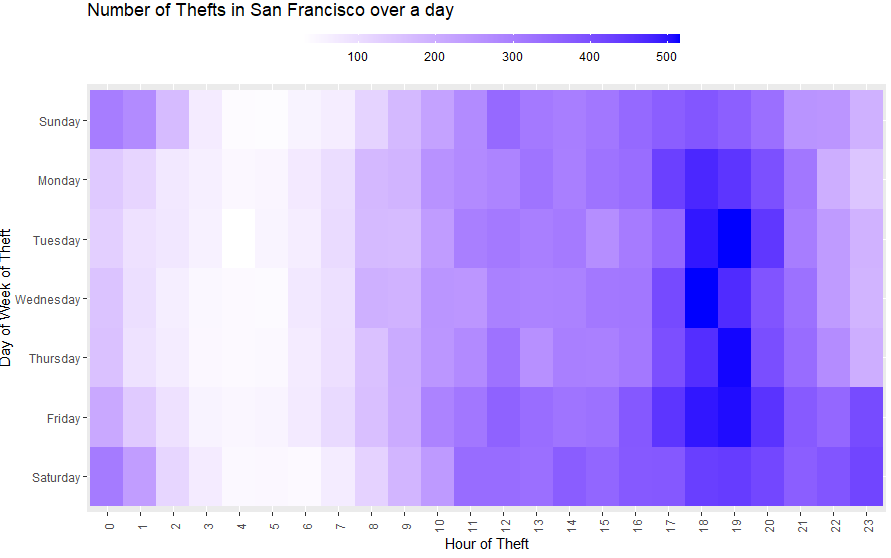 Number of Thefts in San Francisco over a day
100 200 300 400 500
Day of Week of Theft
Sunday
Monday
Tuesday
Wednesday
Thursday
Friday
Saturday
0 1 2 3 4 5 6 7 8 9 10 11 12 13 14 15 16 17 18 19 20 21 22 23
Hour of Theft